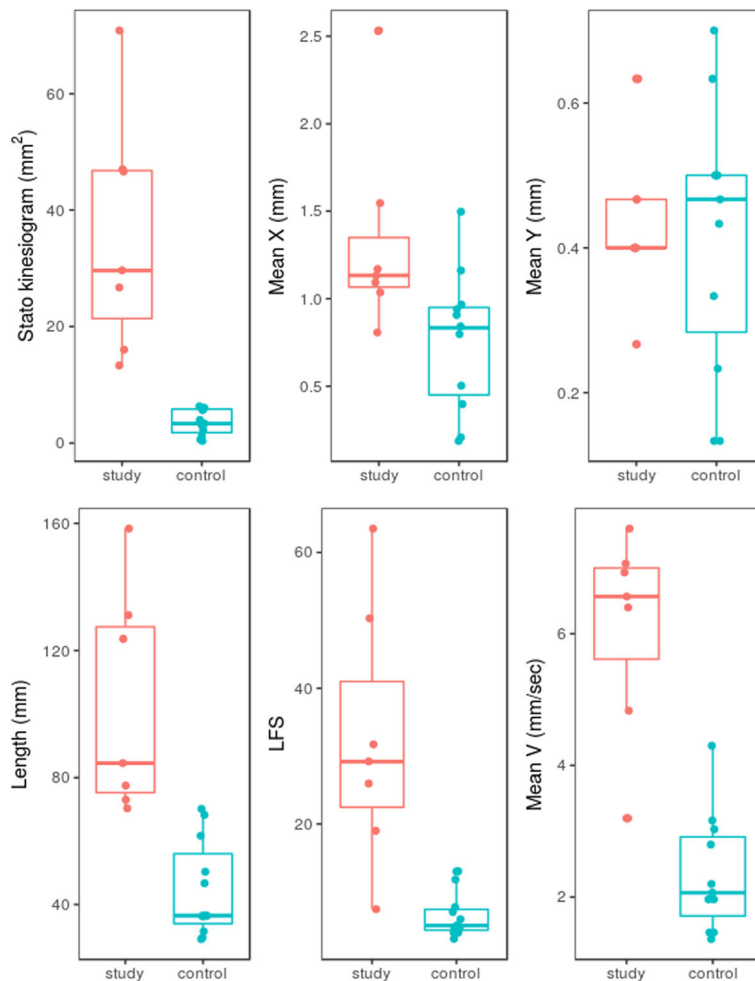 Stato kinesiogram (mm²)
60
40
20
0
study control
Mean X (mm)
2.5
2.0
1.5
1.0
0.5
study control
Mean Y (mm)
0.6
0.4
0.2
study control
Length (mm)
160
120
80
40
study control
LFS
60
40
20
study control
Mean V (mm/sec)
6
4
2
study control